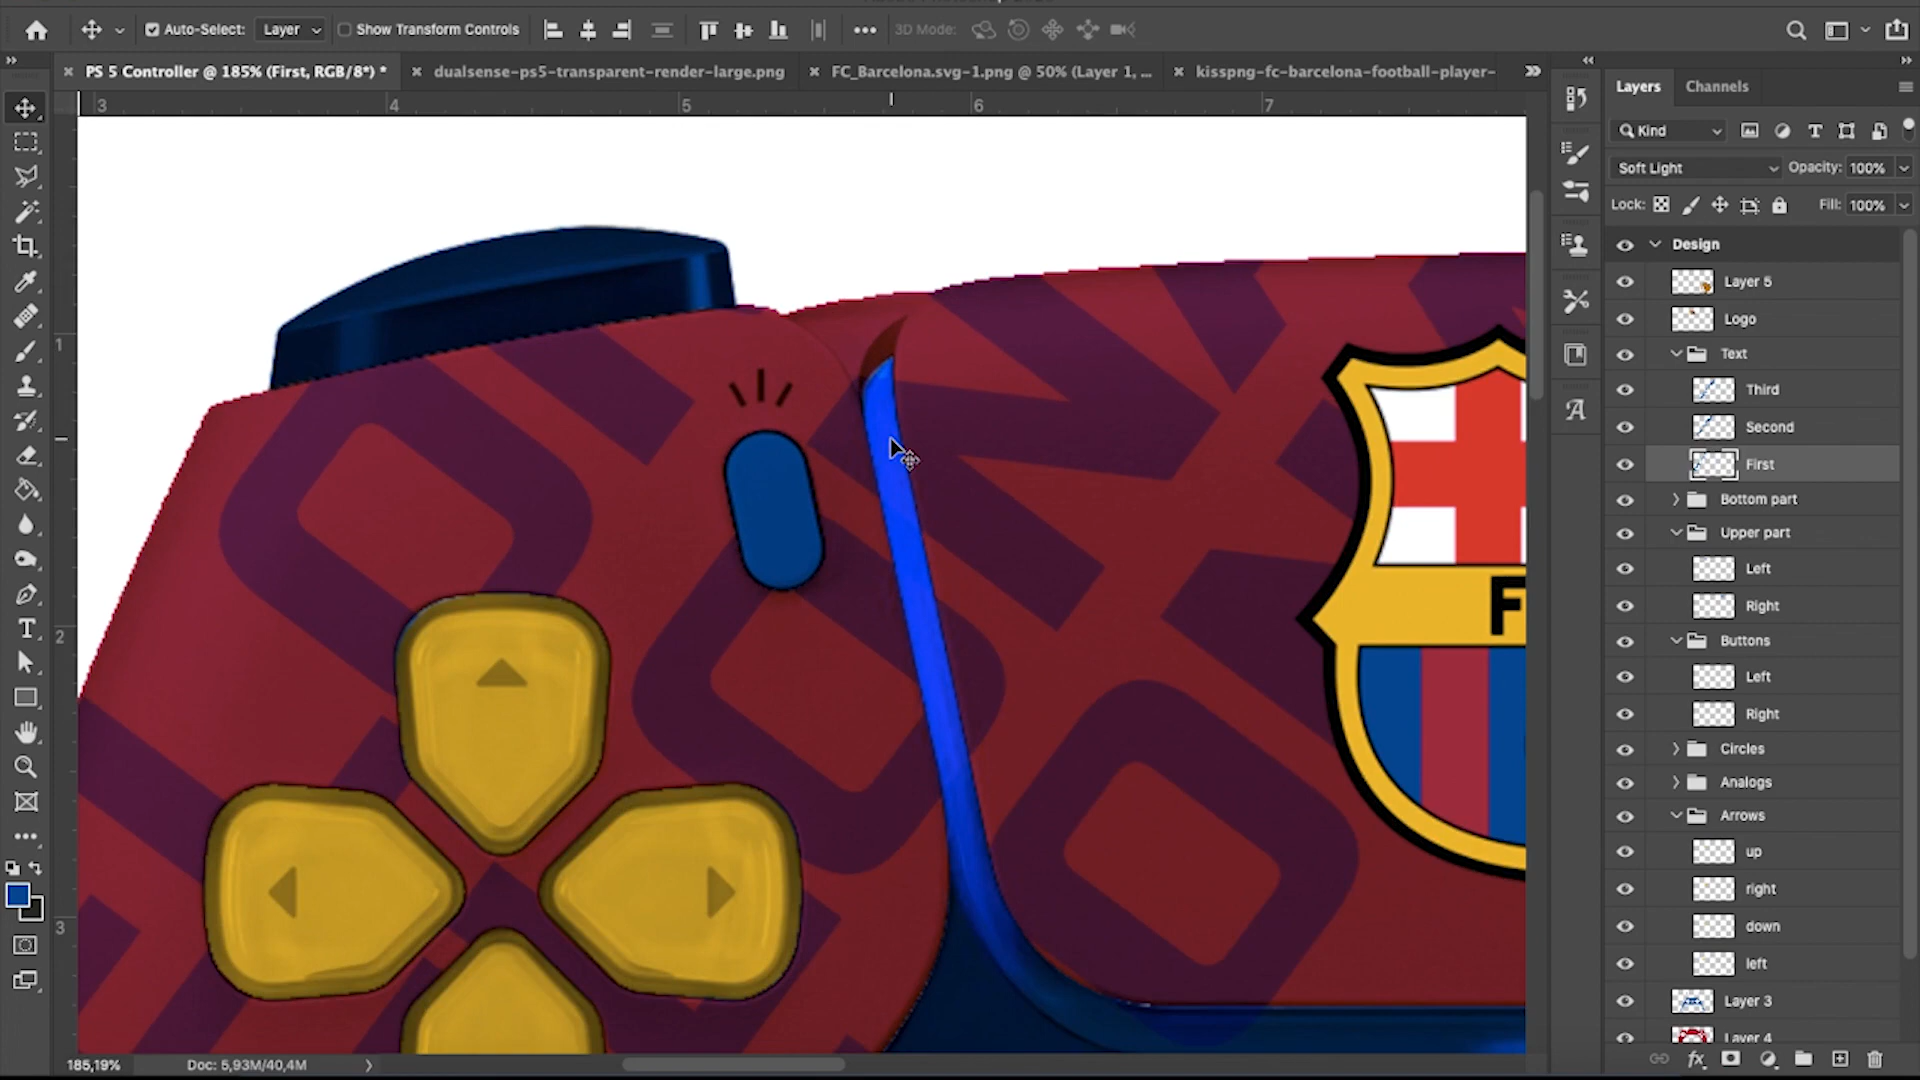 Auto-Select: Layer Show Transform Controls 3D Mode:
PS 5 Controller @ 185% (First, RGB/8*) * dualsense-ps5-transparent-render-large.png FC_Barcelona.svg-1.png @ 50% (Layer 1, ... kisspng-fc-barcelona-football-player-
3 4 5 6 7
1
2
3
F
Layers Channels
Kind
Soft Light Opacity: 100%
Lock: Fill: 100%
Design
Layer 5
Logo
Text
Third
Second
First
Bottom part
Upper part
Left
Right
Buttons
Left
Right
Circles
Analogs
Arrows
up
right
down
left
Layer 3
Layer 4
185,19% Doc: 5,93M/40,4M